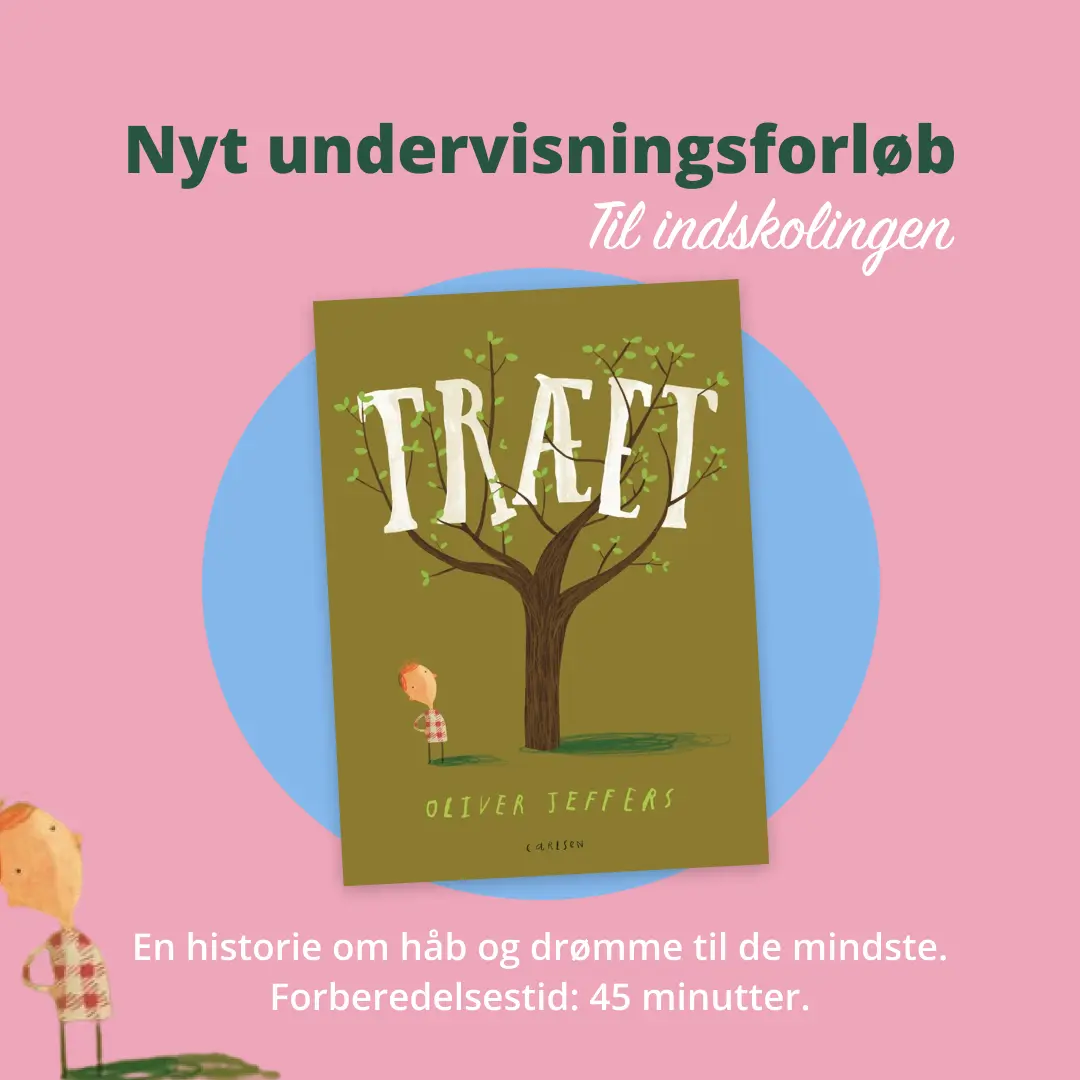 Nyt undervisningsforløb
Til indskolingen
TRÆET
OLIVER JEFFERS
CARLSEN
En historie om håb og drømme til de mindste.
Forberedelsestid: 45 minutter.